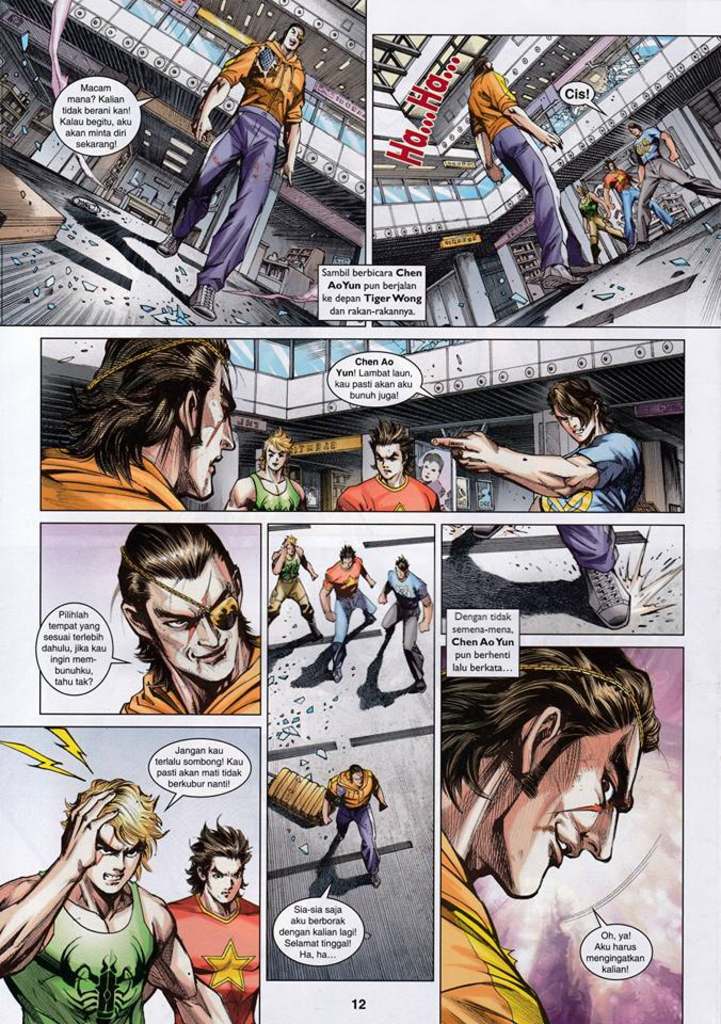 Macam
mana? Kalian
tidak berani kan!
Kalau begitu, aku
akan minta diri
sekarang!
Sambil berbicara Chen
AoYun pun berjalan
ke depan Tiger Wong
dan rakan-rakannya.
Ha...Ha...
Cis!
Chen Ao
Yun! Lambat laun,
kau pasti akan aku
bunuh juga!
Pilihlah
tempat yang
sesuai terlebih
dahulu, jika kau
ingin mem-
bunuhku,
tahu tak?
Dengan tidak
semena-mena,
Chen Ao Yun
pun berhenti
lalu berkata...
Jangan kau
terlalu sombong! Kau
pasti akan mati tidak
berkubur nanti!
Sia-sia saja
aku berborak
dengan kalian lagi!
Selamat tinggal!
Ha, ha...
Oh, ya!
Aku harus
mengingatkan
kalian!
12